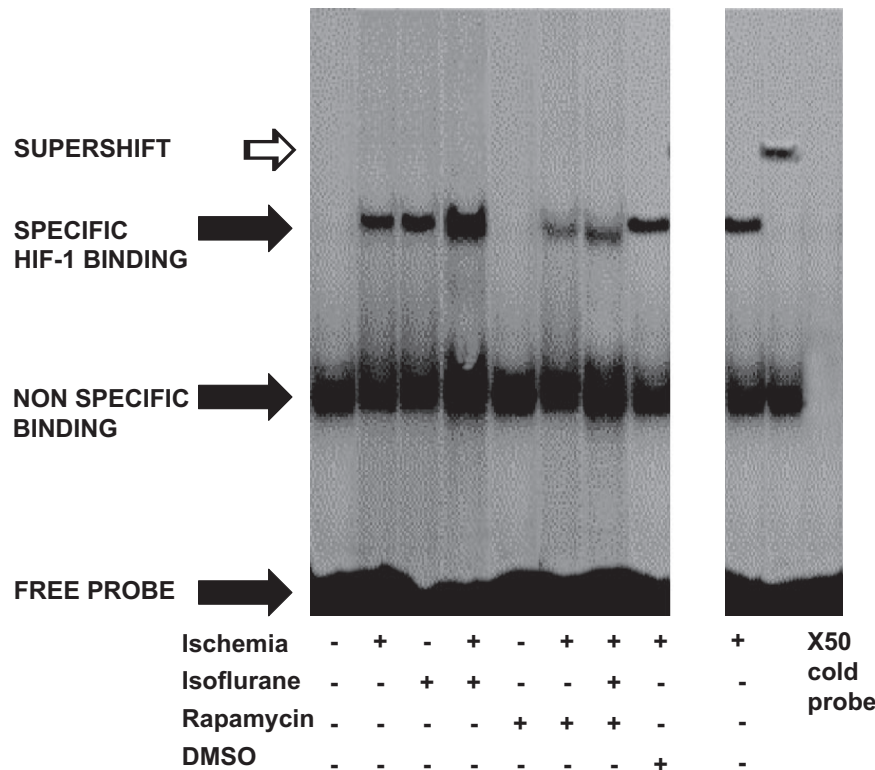 SUPERSHIFT
SPECIFIC
HIF-1 BINDING
NON SPECIFIC
BINDING
FREE PROBE
Ischemia - + - + - + + + + X50
cold
Isoflurane - - + + - - + - -
probe
Rapamycin - - - - + + + - -
DMSO - - - - - - - + -